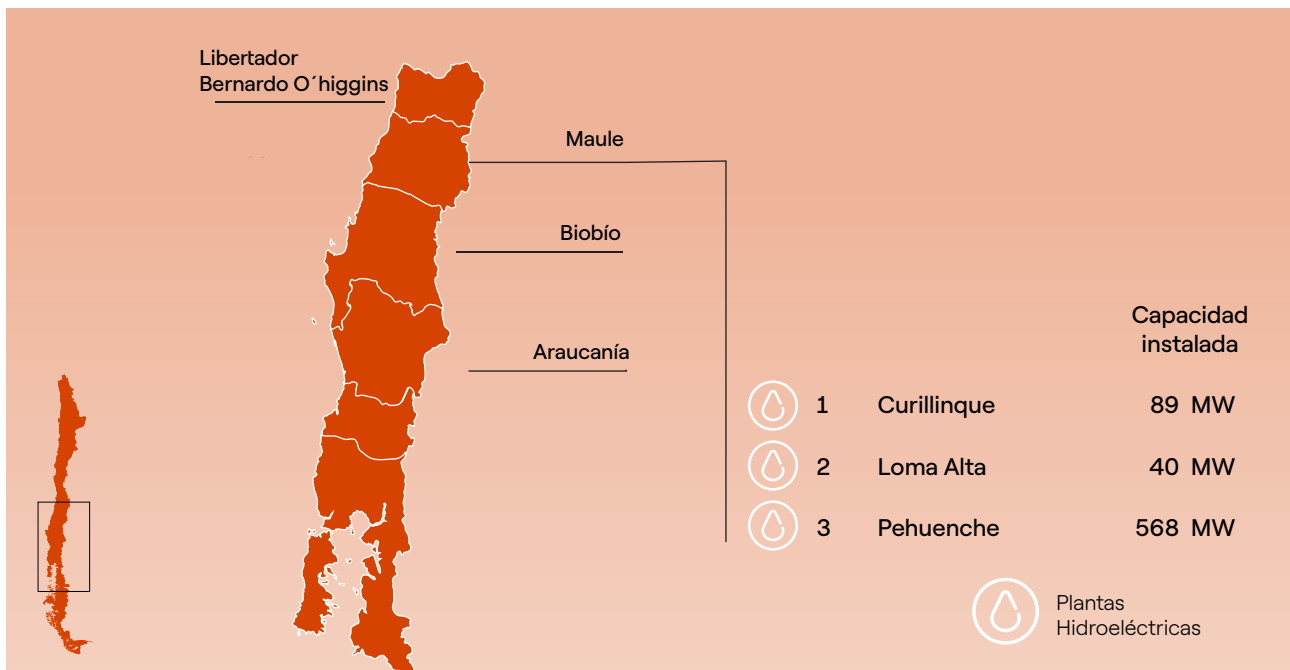 Libertador
Bernardo O´higgins
Maule
Biobío
Araucanía
Capacidad
instalada
1 Curillinque 89 MW
2 Loma Alta 40 MW
3 Pehuenche 568 MW
Plantas
Hidroeléctricas